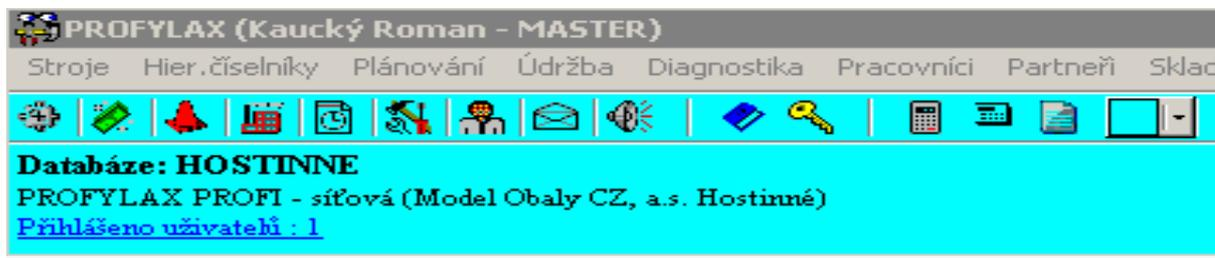 PROFYLAX (Kaucký Roman - MASTER)
Stroje Hier.číselníky Plánování Údržba Diagnostika Pracovníci Partneři Sklad
Databáze: HOSTINNE
PROFYLAX PROFI - síťová (Model Obaly CZ, a.s. Hostinné)
Přihlášeno uživatelů : 1